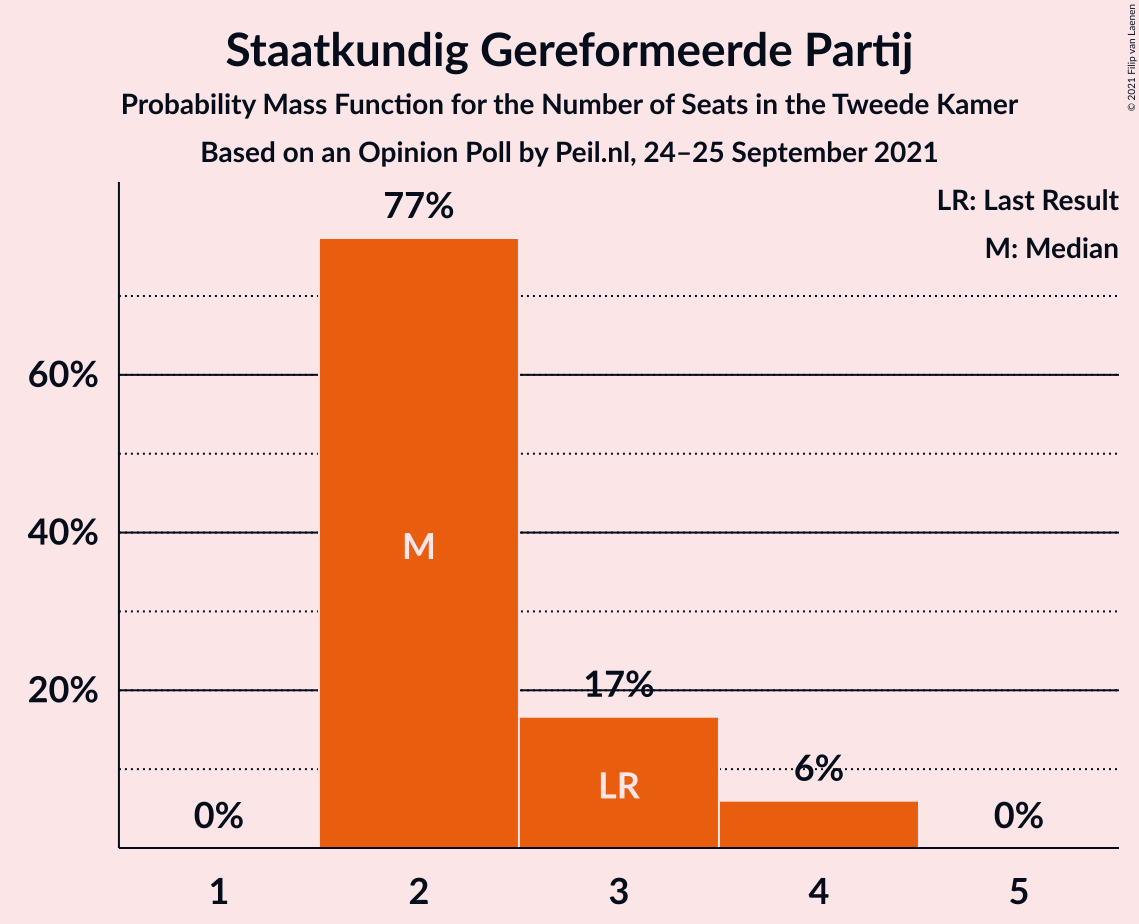 Staatkundig Gereformeerde Partij
Probability Mass Function for the Number of Seats in the Tweede Kamer
Based on an Opinion Poll by Peil.nl, 24–25 September 2021
© 2021 Filip van Laenen
LR: Last Result
M: Median
77%
60%
40%
M
20%
17%
LR
6%
0%
0%
1 2 3 4 5